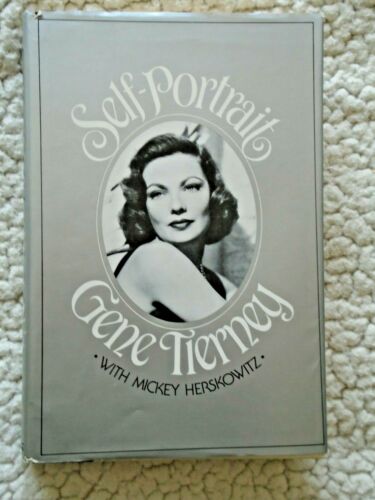 Self-Portrait
Gene Tierney
• WITH MICKEY HERSKOWITZ •